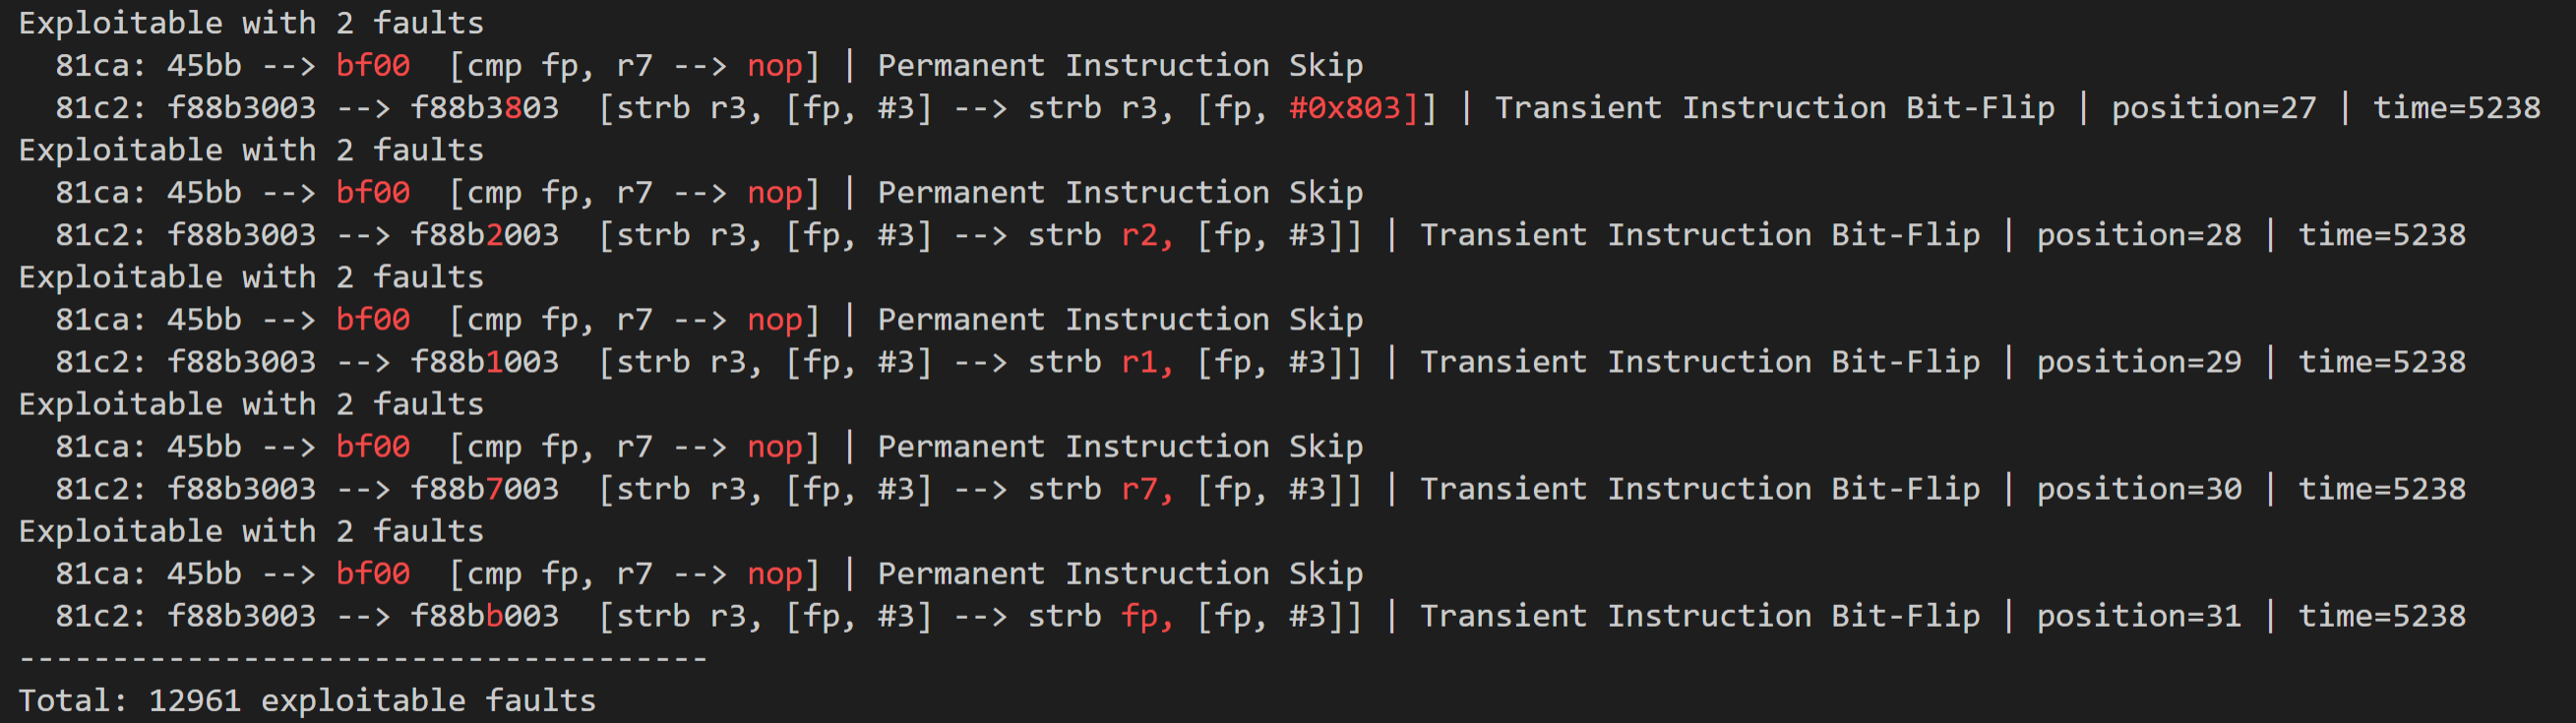 Exploitable with 2 faults
  81ca: 45bb --> bf00  [cmp fp, r7 --> nop] | Permanent Instruction Skip
  81c2: f88b3003 --> f88b3803  [strb r3, [fp, #3] --> strb r3, [fp, #0x803]] | Transient Instruction Bit-Flip | position=27 | time=5238
Exploitable with 2 faults
  81ca: 45bb --> bf00  [cmp fp, r7 --> nop] | Permanent Instruction Skip
  81c2: f88b3003 --> f88b2003  [strb r3, [fp, #3] --> strb r2, [fp, #3]] | Transient Instruction Bit-Flip | position=28 | time=5238
Exploitable with 2 faults
  81ca: 45bb --> bf00  [cmp fp, r7 --> nop] | Permanent Instruction Skip
  81c2: f88b3003 --> f88b1003  [strb r3, [fp, #3] --> strb r1, [fp, #3]] | Transient Instruction Bit-Flip | position=29 | time=5238
Exploitable with 2 faults
  81ca: 45bb --> bf00  [cmp fp, r7 --> nop] | Permanent Instruction Skip
  81c2: f88b3003 --> f88b7003  [strb r3, [fp, #3] --> strb r7, [fp, #3]] | Transient Instruction Bit-Flip | position=30 | time=5238
Exploitable with 2 faults
  81ca: 45bb --> bf00  [cmp fp, r7 --> nop] | Permanent Instruction Skip
  81c2: f88b3003 --> f88bb003  [strb r3, [fp, #3] --> strb fp, [fp, #3]] | Transient Instruction Bit-Flip | position=31 | time=5238
-------------------------------------
Total: 12961 exploitable faults